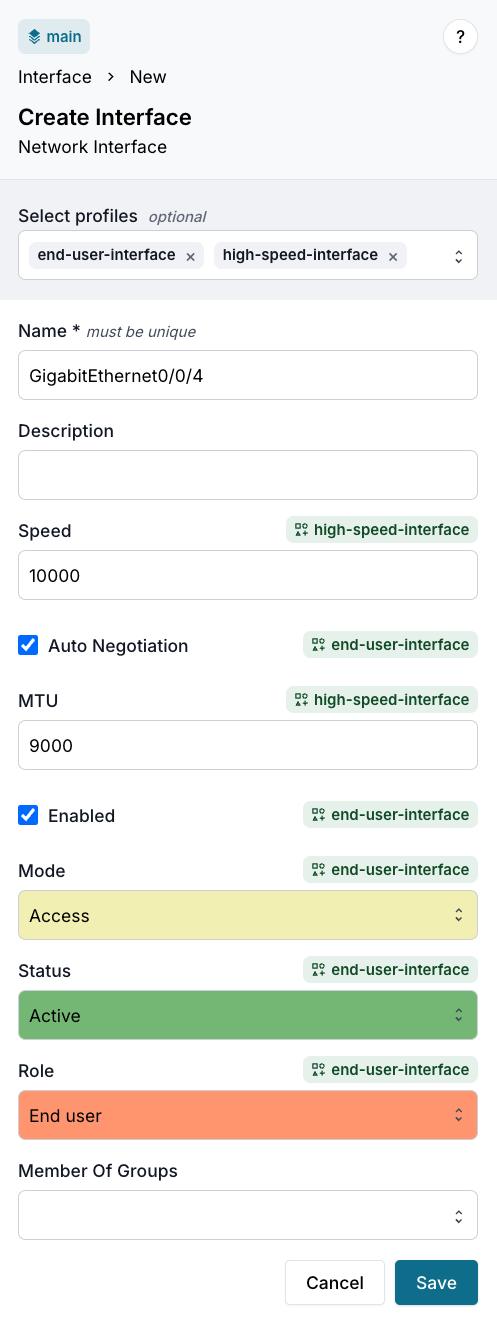 main
?
Interface > New
Create Interface
Network Interface
Select profiles optional
end-user-interface × high-speed-interface ×
Name * must be unique
GigabitEthernet0/0/4
Description
Speed high-speed-interface
10000
Auto Negotiation end-user-interface
MTU high-speed-interface
9000
Enabled end-user-interface
Mode end-user-interface
Access
Status end-user-interface
Active
Role end-user-interface
End user
Member Of Groups
Cancel Save